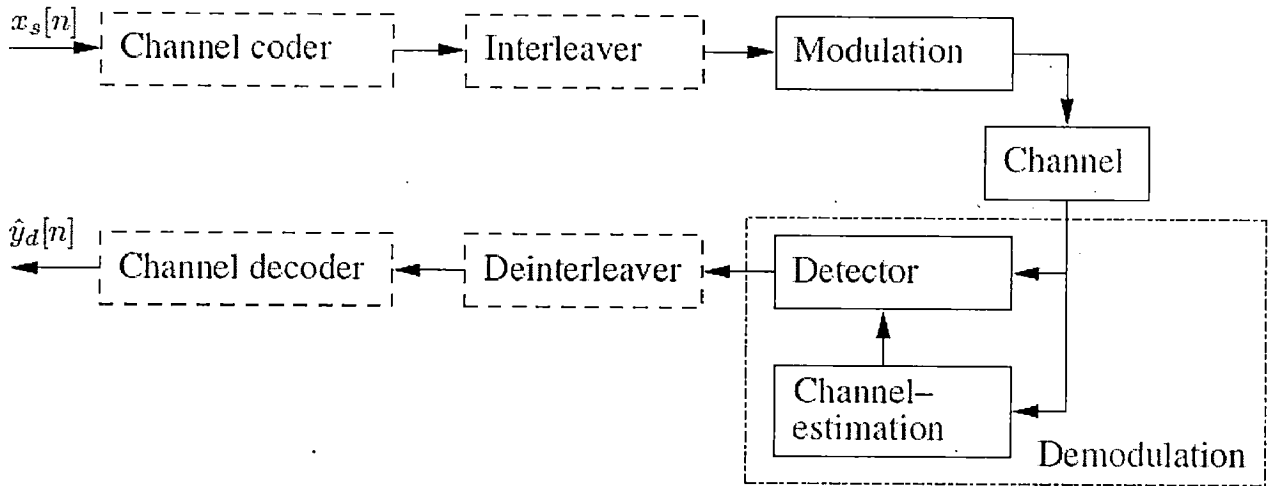 x_s[n]
Channel coder
Interleaver
Modulation
Channel
ŷ_d[n]
Channel decoder
Deinterleaver
Detector
Channel–
estimation
Demodulation